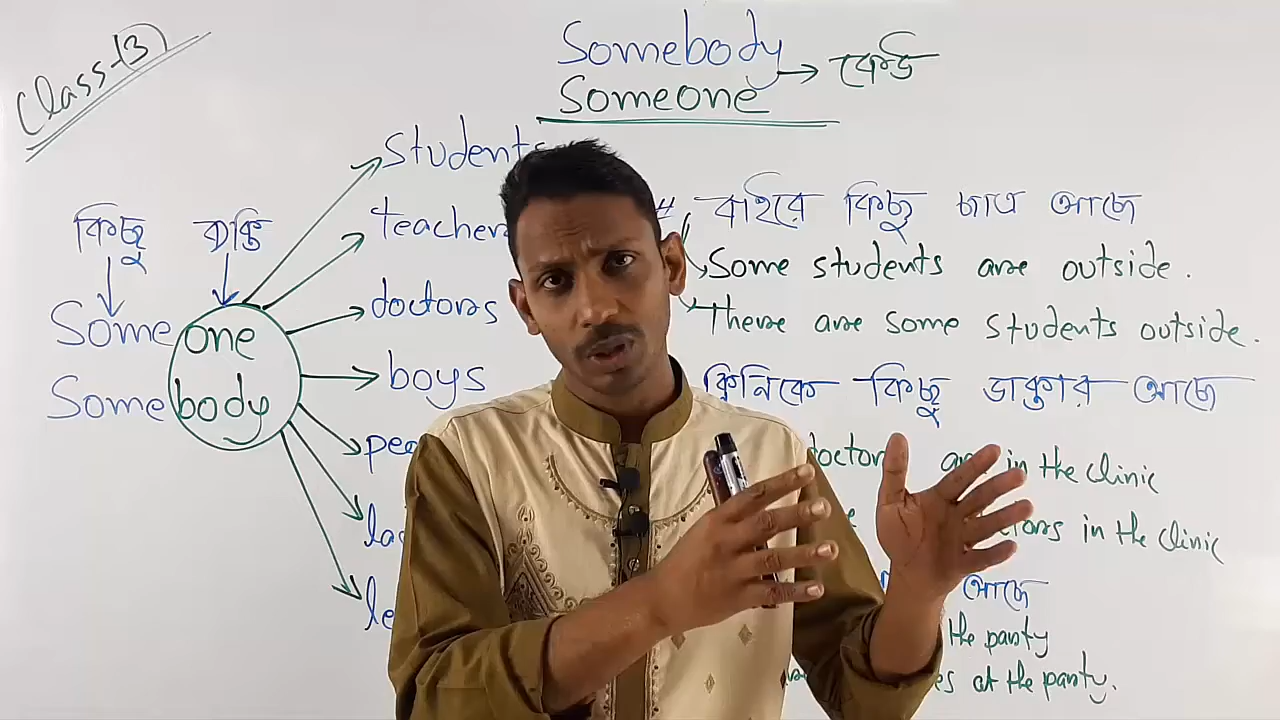 Class-13
Somebody
Someone
→ কেউ
কিছু ব্যক্তি
Some one
Some body
students
teachers
doctors
boys
# বাইরে কিছু ছাত্র আছে
Some students are outside.
There are some students outside.
ক্লিনিকে কিছু ডাক্তার আছে
are in the clinic
in the clinic
আছে
the party
at the party.